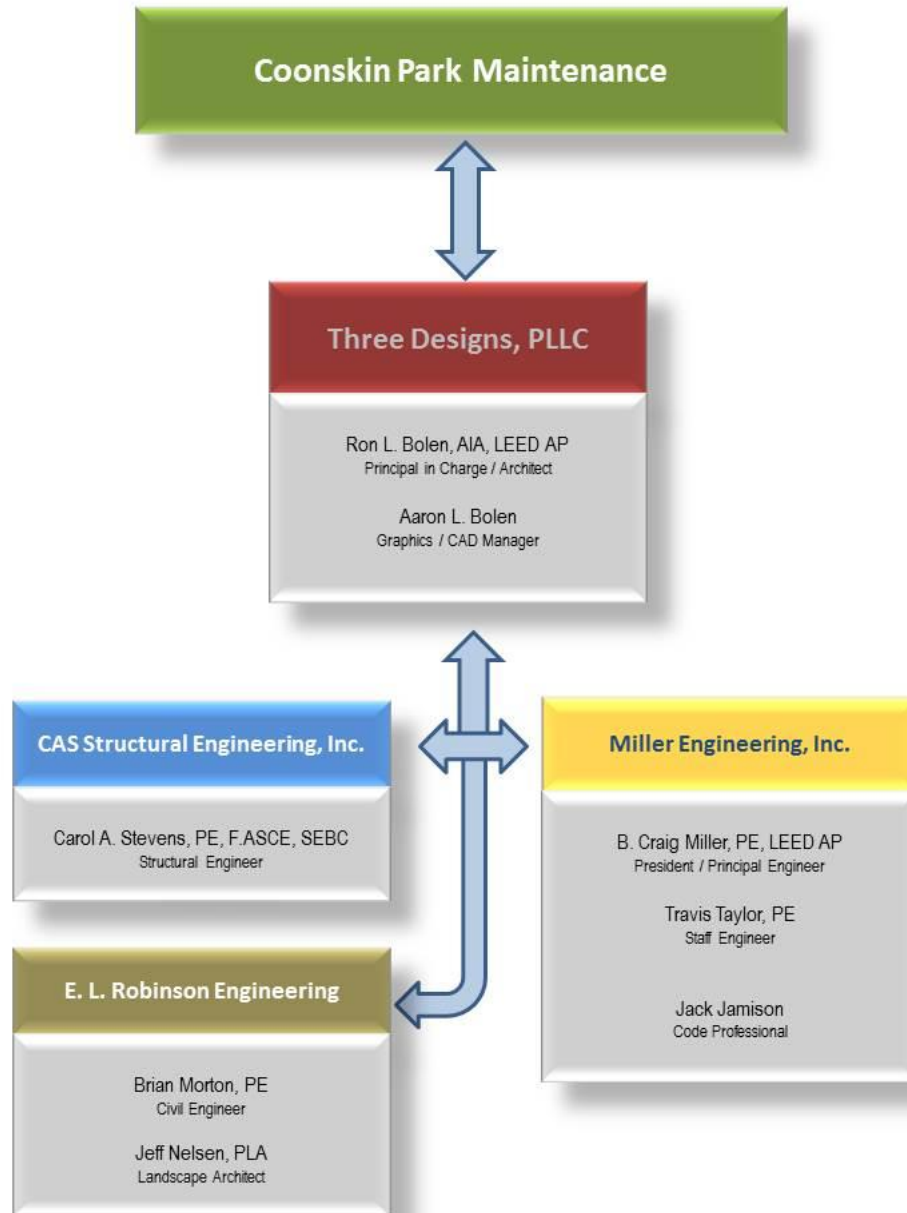 Coonskin Park Maintenance
Three Designs, PLLC
Ron L. Bolen, AIA, LEED AP
Principal in Charge / Architect
Aaron L. Bolen
Graphics / CAD Manager
CAS Structural Engineering, Inc.
Carol A. Stevens, PE, F.ASCE, SEBC
Structural Engineer
Miller Engineering, Inc.
B. Craig Miller, PE, LEED AP
President / Principal Engineer
Travis Taylor, PE
Staff Engineer
Jack Jamison
Code Professional
E. L. Robinson Engineering
Brian Morton, PE
Civil Engineer
Jeff Nelsen, PLA
Landscape Architect